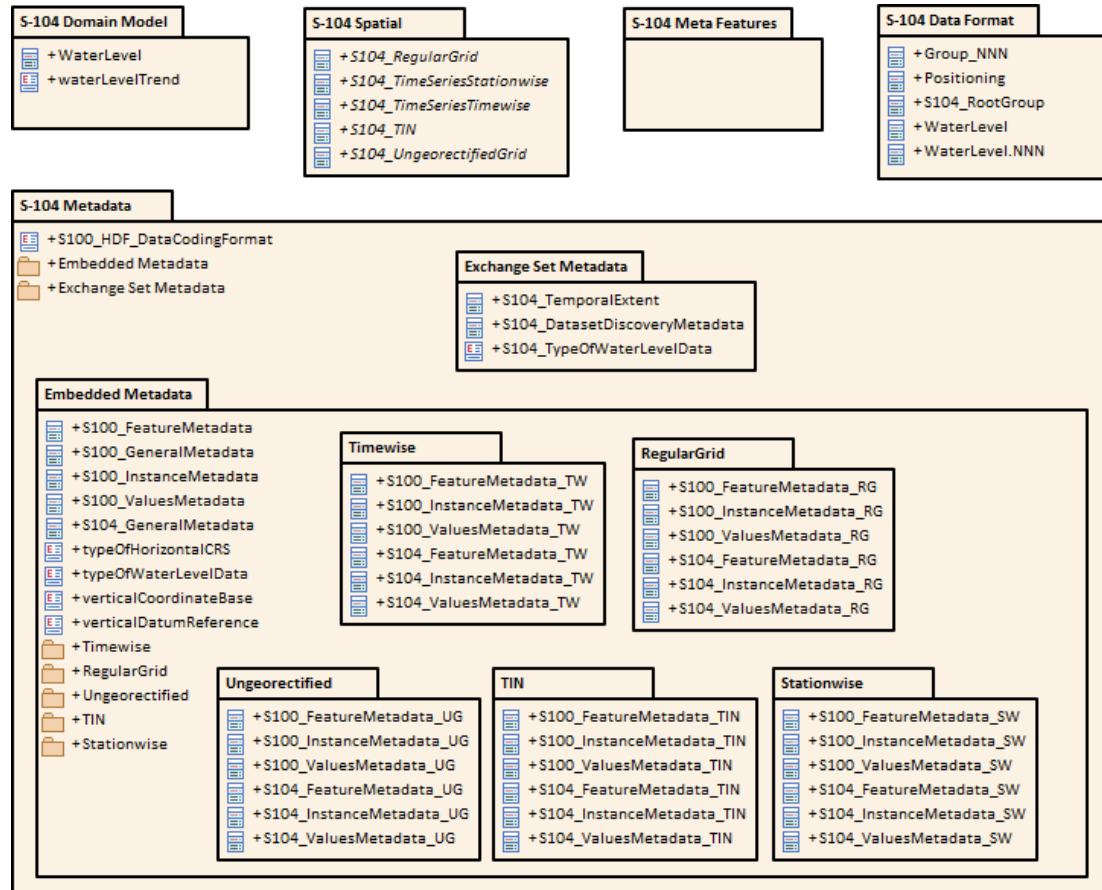 S-104 Domain Model
+WaterLevel
+waterLevelTrend
S-104 Spatial
+S104_RegularGrid
+S104_TimeSeriesStationwise
+S104_TimeSeriesTimewise
+S104_TIN
+S104_UngeorectifiedGrid
S-104 Meta Features
S-104 Data Format
+Group_NNN
+Positioning
+S104_RootGroup
+WaterLevel
+WaterLevel.NNN
S-104 Metadata
+S100_HDF_DataCodingFormat
+Embedded Metadata
+Exchange Set Metadata
Exchange Set Metadata
+S104_TemporalExtent
+S104_DatasetDiscoveryMetadata
+S104_TypeOfWaterLevelData
Embedded Metadata
+S100_FeatureMetadata
+S100_GeneralMetadata
+S100_InstanceMetadata
+S100_ValuesMetadata
+S104_GeneralMetadata
+typeOfHorizontalCRS
+typeOfWaterLevelData
+verticalCoordinateBase
+verticalDatumReference
+Timewise
+RegularGrid
+Ungeorectified
+TIN
+Stationwise
Timewise
+S100_FeatureMetadata_TW
+S100_InstanceMetadata_TW
+S100_ValuesMetadata_TW
+S104_FeatureMetadata_TW
+S104_InstanceMetadata_TW
+S104_ValuesMetadata_TW
RegularGrid
+S100_FeatureMetadata_RG
+S100_InstanceMetadata_RG
+S100_ValuesMetadata_RG
+S104_FeatureMetadata_RG
+S104_InstanceMetadata_RG
+S104_ValuesMetadata_RG
Ungeorectified
+S100_FeatureMetadata_UG
+S100_InstanceMetadata_UG
+S100_ValuesMetadata_UG
+S104_FeatureMetadata_UG
+S104_InstanceMetadata_UG
+S104_ValuesMetadata_UG
TIN
+S100_FeatureMetadata_TIN
+S100_InstanceMetadata_TIN
+S100_ValuesMetadata_TIN
+S104_FeatureMetadata_TIN
+S104_InstanceMetadata_TIN
+S104_ValuesMetadata_TIN
Stationwise
+S100_FeatureMetadata_SW
+S100_InstanceMetadata_SW
+S100_ValuesMetadata_SW
+S104_FeatureMetadata_SW
+S104_InstanceMetadata_SW
+S104_ValuesMetadata_SW